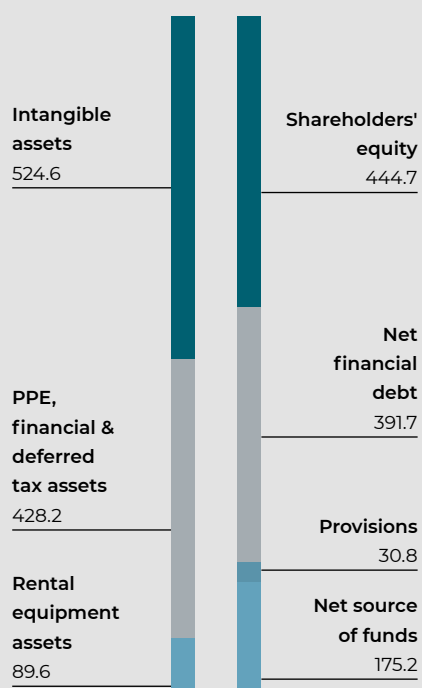 Intangible
assets
524.6
PPE,
financial &
deferred
tax assets
428.2
Rental
equipment
assets
89.6
Shareholders'
equity
444.7
Net
financial
debt
391.7
Provisions
30.8
Net source
of funds
175.2